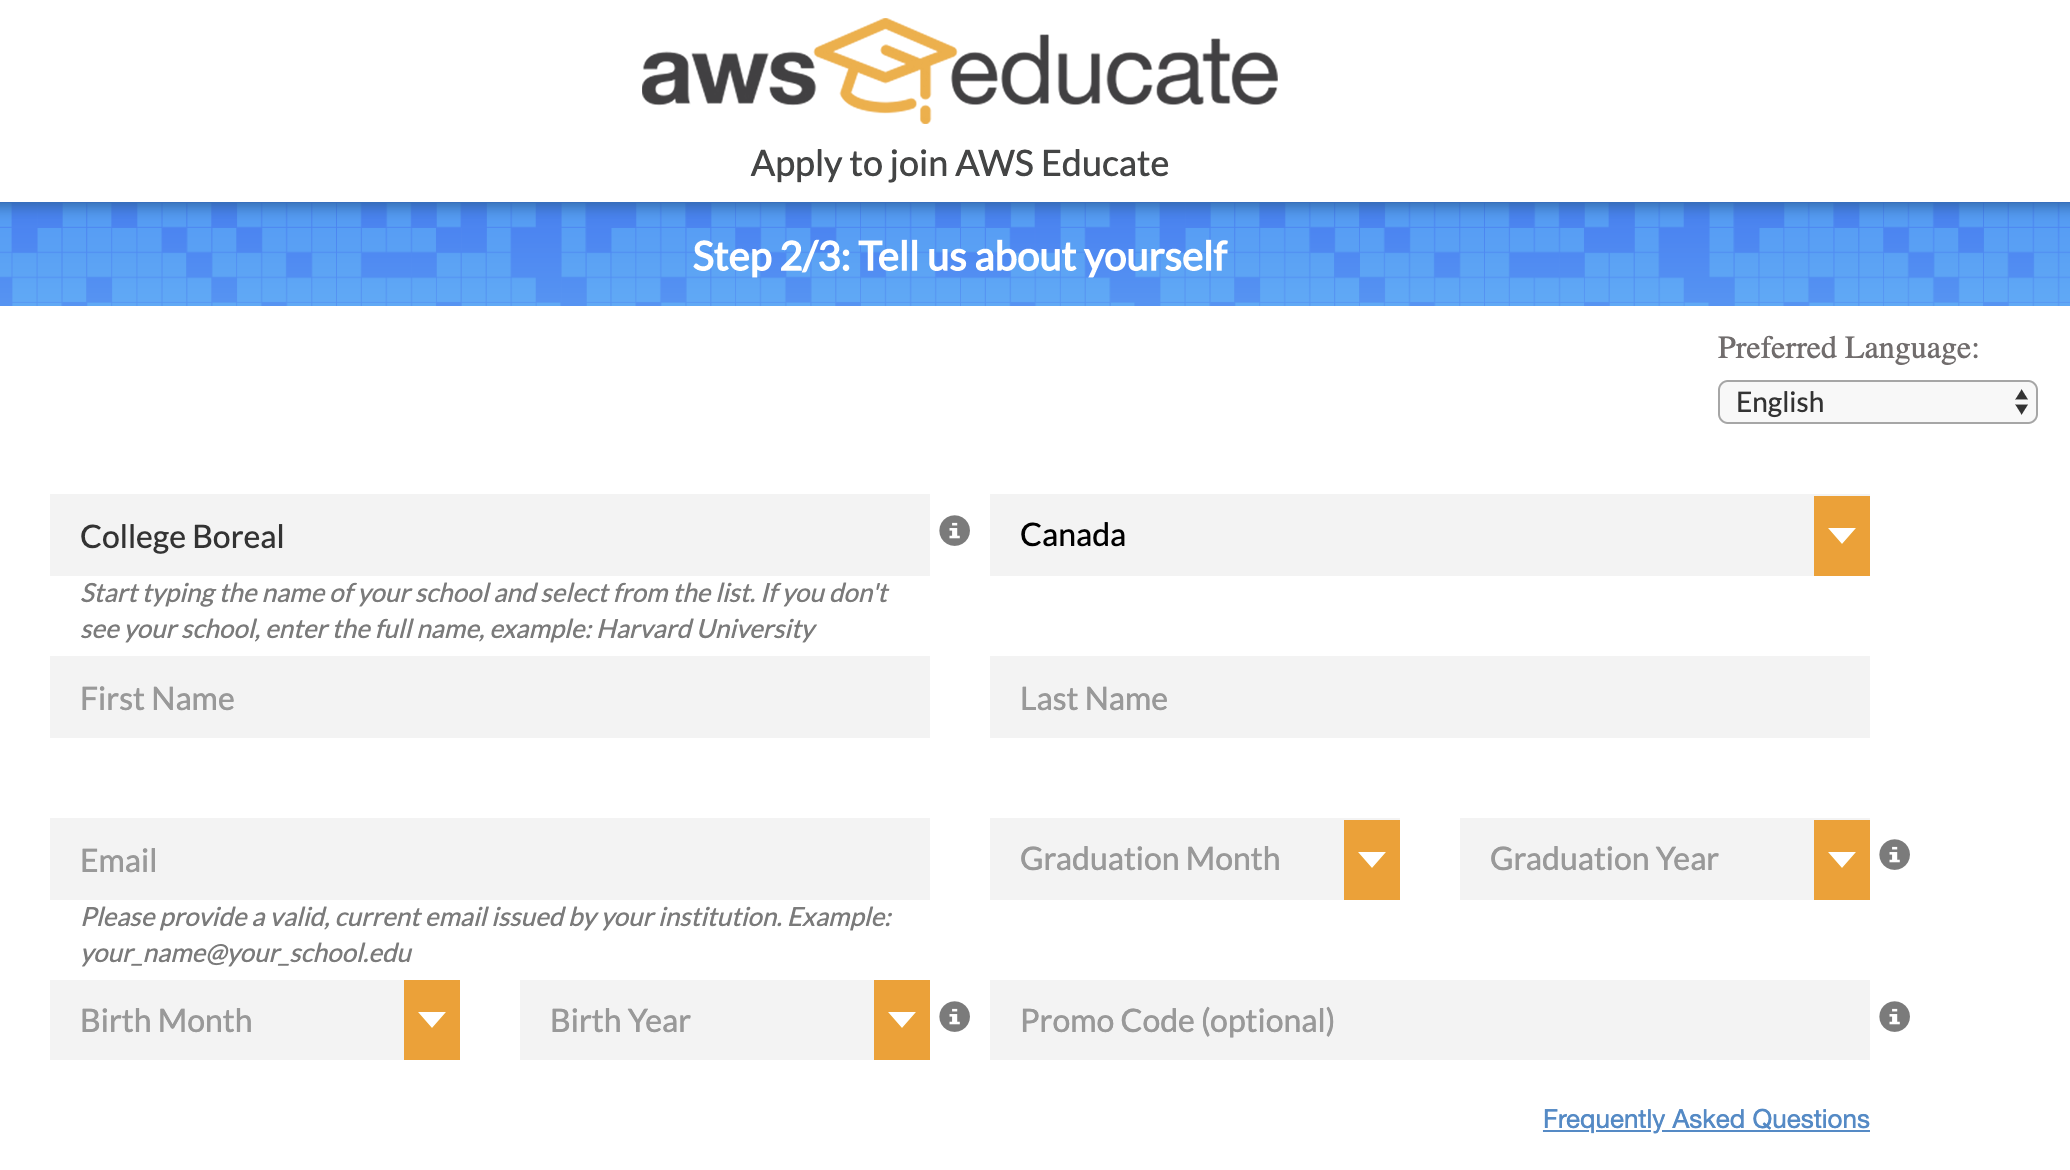 aws educate
Apply to join AWS Educate
Step 2/3: Tell us about yourself
Preferred Language:
English
College Boreal
Canada
Start typing the name of your school and select from the list. If you don't
see your school, enter the full name, example: Harvard University
First Name
Last Name
Email
Graduation Month
Graduation Year
Please provide a valid, current email issued by your institution. Example:
your_name@your_school.edu
Birth Month
Birth Year
Promo Code (optional)
Frequently Asked Questions